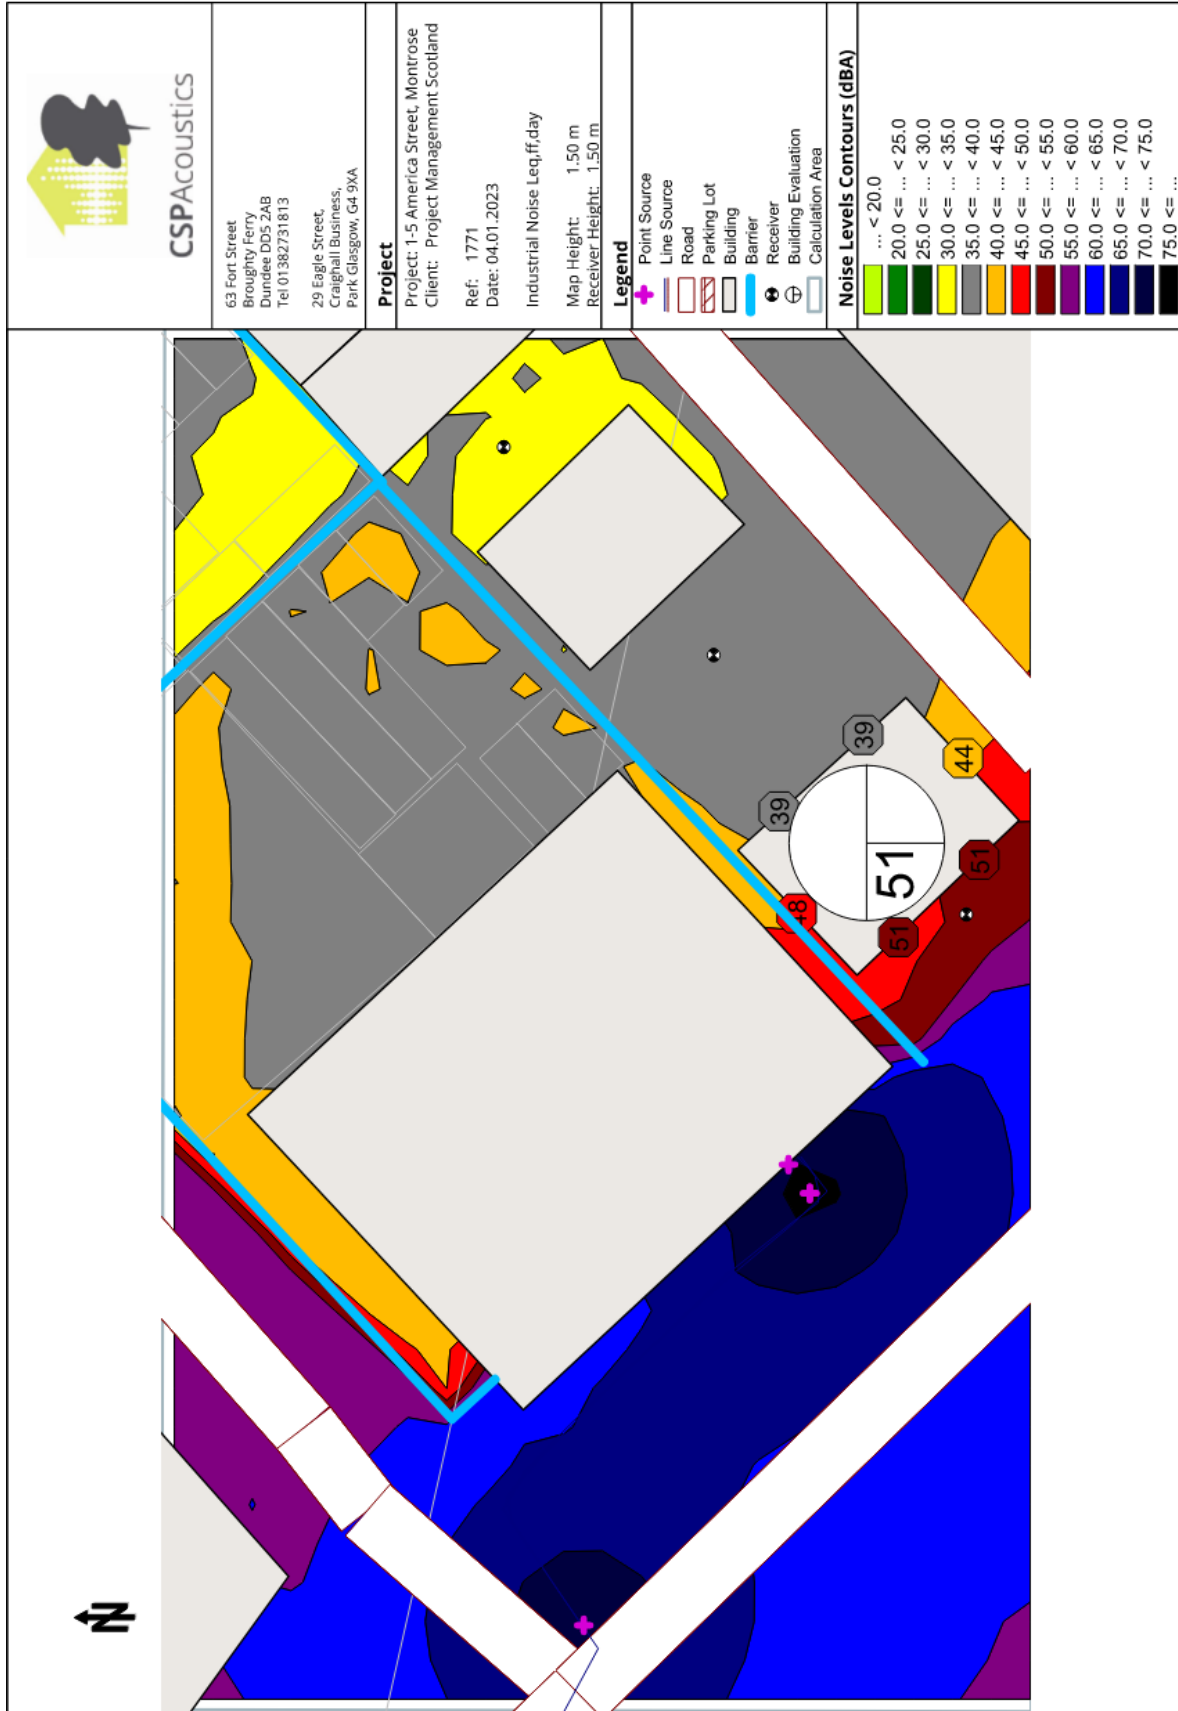 CSPAcoustics
63 Fort Street
Broughty Ferry
Dundee DD5 2AB
Tel 01382731813
29 Eagle Street,
Craighall Business,
Park Glasgow, G4 9XA
Project
Project: 1-5 America Street, Montrose
Client: Project Management Scotland
Ref: 1771
Date: 04.01.2023
Industrial Noise Leq,ff,day
Map Height: 1.50 m
Receiver Height: 1.50 m
Legend
Point Source
Line Source
Road
Parking Lot
Building
Barrier
Receiver
Building Evaluation
Calculation Area
Noise Levels Contours (dBA)
... < 20.0
20.0 <= ... < 25.0
25.0 <= ... < 30.0
30.0 <= ... < 35.0
35.0 <= ... < 40.0
40.0 <= ... < 45.0
45.0 <= ... < 50.0
50.0 <= ... < 55.0
55.0 <= ... < 60.0
60.0 <= ... < 65.0
65.0 <= ... < 70.0
70.0 <= ... < 75.0
75.0 <= ...
N
39
39
44
48
51
51
51